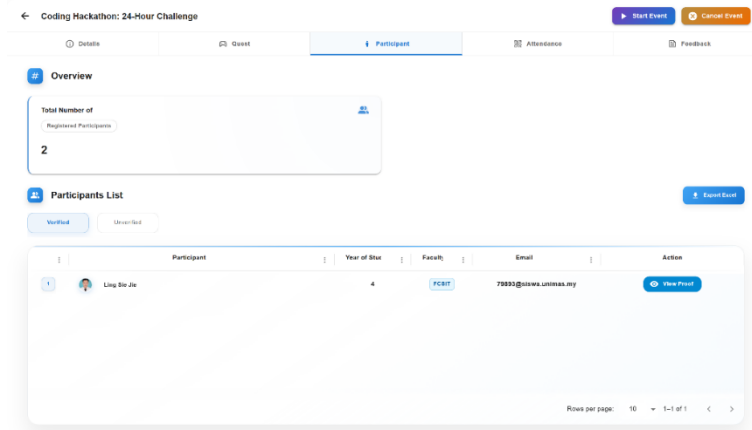 Coding Hackathon: 24-Hour Challenge
Start Event
Cancel Event
Details
Quest
Participant
Attendance
Feedback
# Overview
Total Number of
Registered Participants
2
Participants List
Export Excel
Verified
Unverified
Participant
Year of Stuc
Faculty
Email
Action
1
Ling Sie Jie
4
FCSIT
79893@siswa.unimas.my
View Proof
Rows per page: 10 1–1 of 1